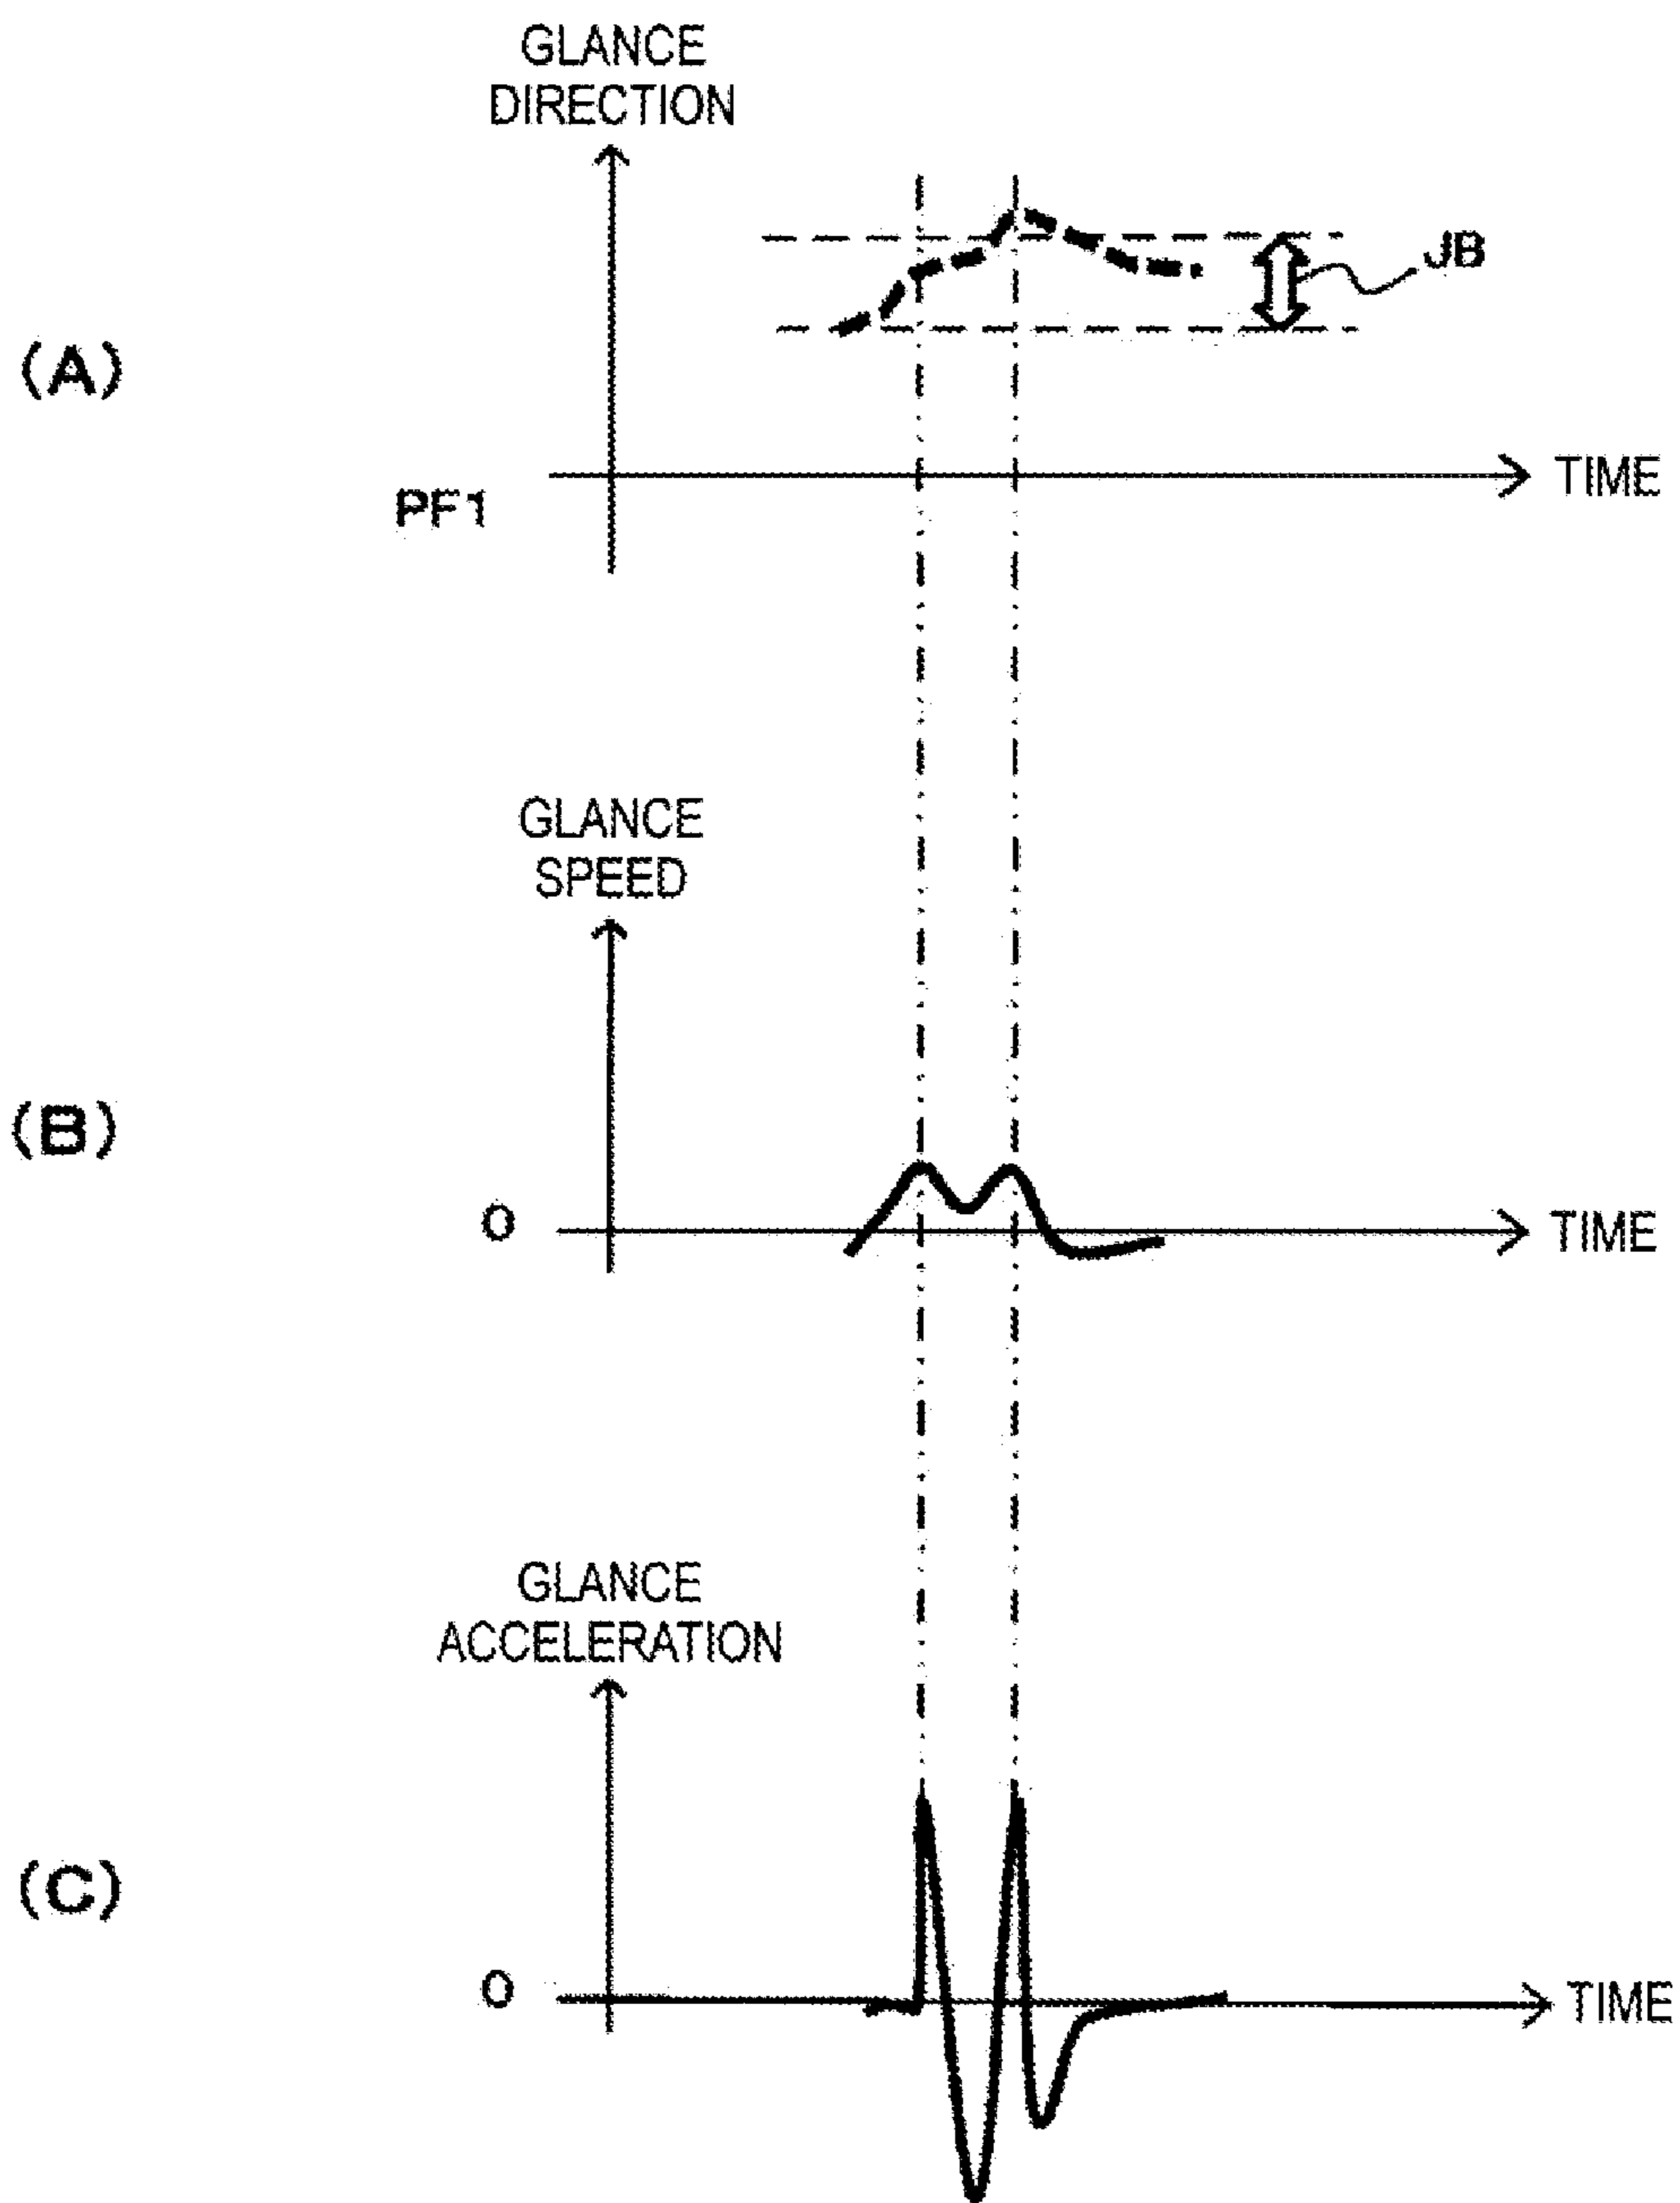 GLANCE
DIRECTION
JB
(A)
TIME
PF1
GLANCE
SPEED
(B)
0
TIME
GLANCE
ACCELERATION
(C)
0
TIME